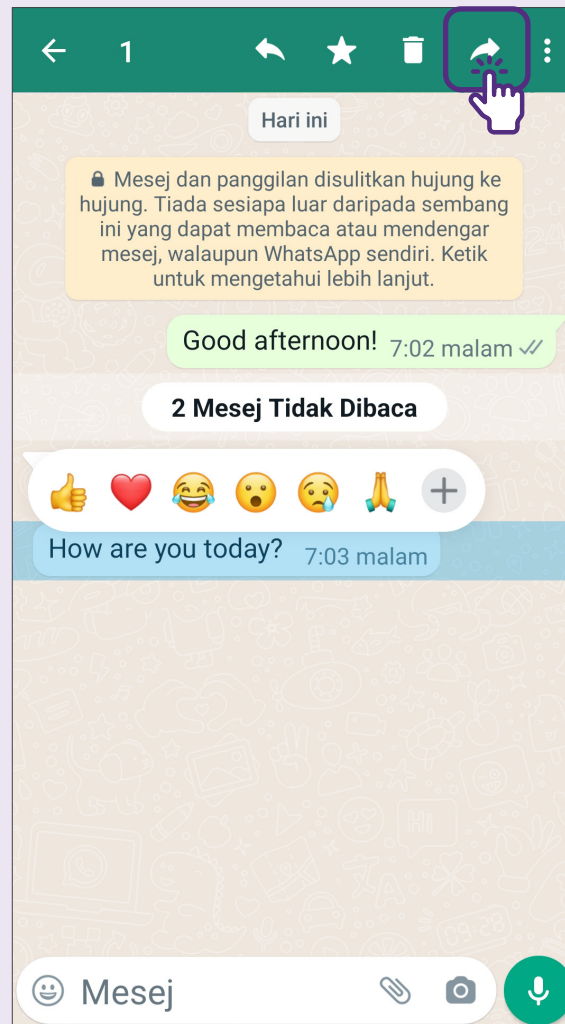 1
Hari ini
Mesej dan panggilan disulitkan hujung ke
hujung. Tiada sesiapa luar daripada sembang
ini yang dapat membaca atau mendengar
mesej, walaupun WhatsApp sendiri. Ketik
untuk mengetahui lebih lanjut.
Good afternoon! 7:02 malam
2 Mesej Tidak Dibaca
How are you today? 7:03 malam
Mesej